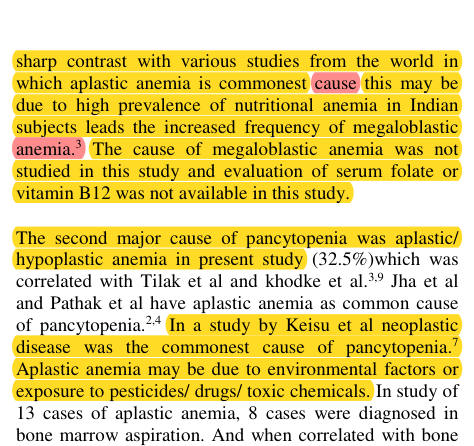 sharp contrast with various studies from the world in
which aplastic anemia is commonest cause this may be
due to high prevalence of nutritional anemia in Indian
subjects leads the increased frequency of megaloblastic
anemia.³ The cause of megaloblastic anemia was not
studied in this study and evaluation of serum folate or
vitamin B12 was not available in this study.
The second major cause of pancytopenia was aplastic/
hypoplastic anemia in present study (32.5%)which was
correlated with Tilak et al and khodke et al.³,⁹ Jha et al
and Pathak et al have aplastic anemia as common cause
of pancytopenia.²,⁴ In a study by Keisu et al neoplastic
disease was the commonest cause of pancytopenia.⁷
Aplastic anemia may be due to environmental factors or
exposure to pesticides/ drugs/ toxic chemicals. In study of
13 cases of aplastic anemia, 8 cases were diagnosed in
bone marrow aspiration. And when correlated with bone